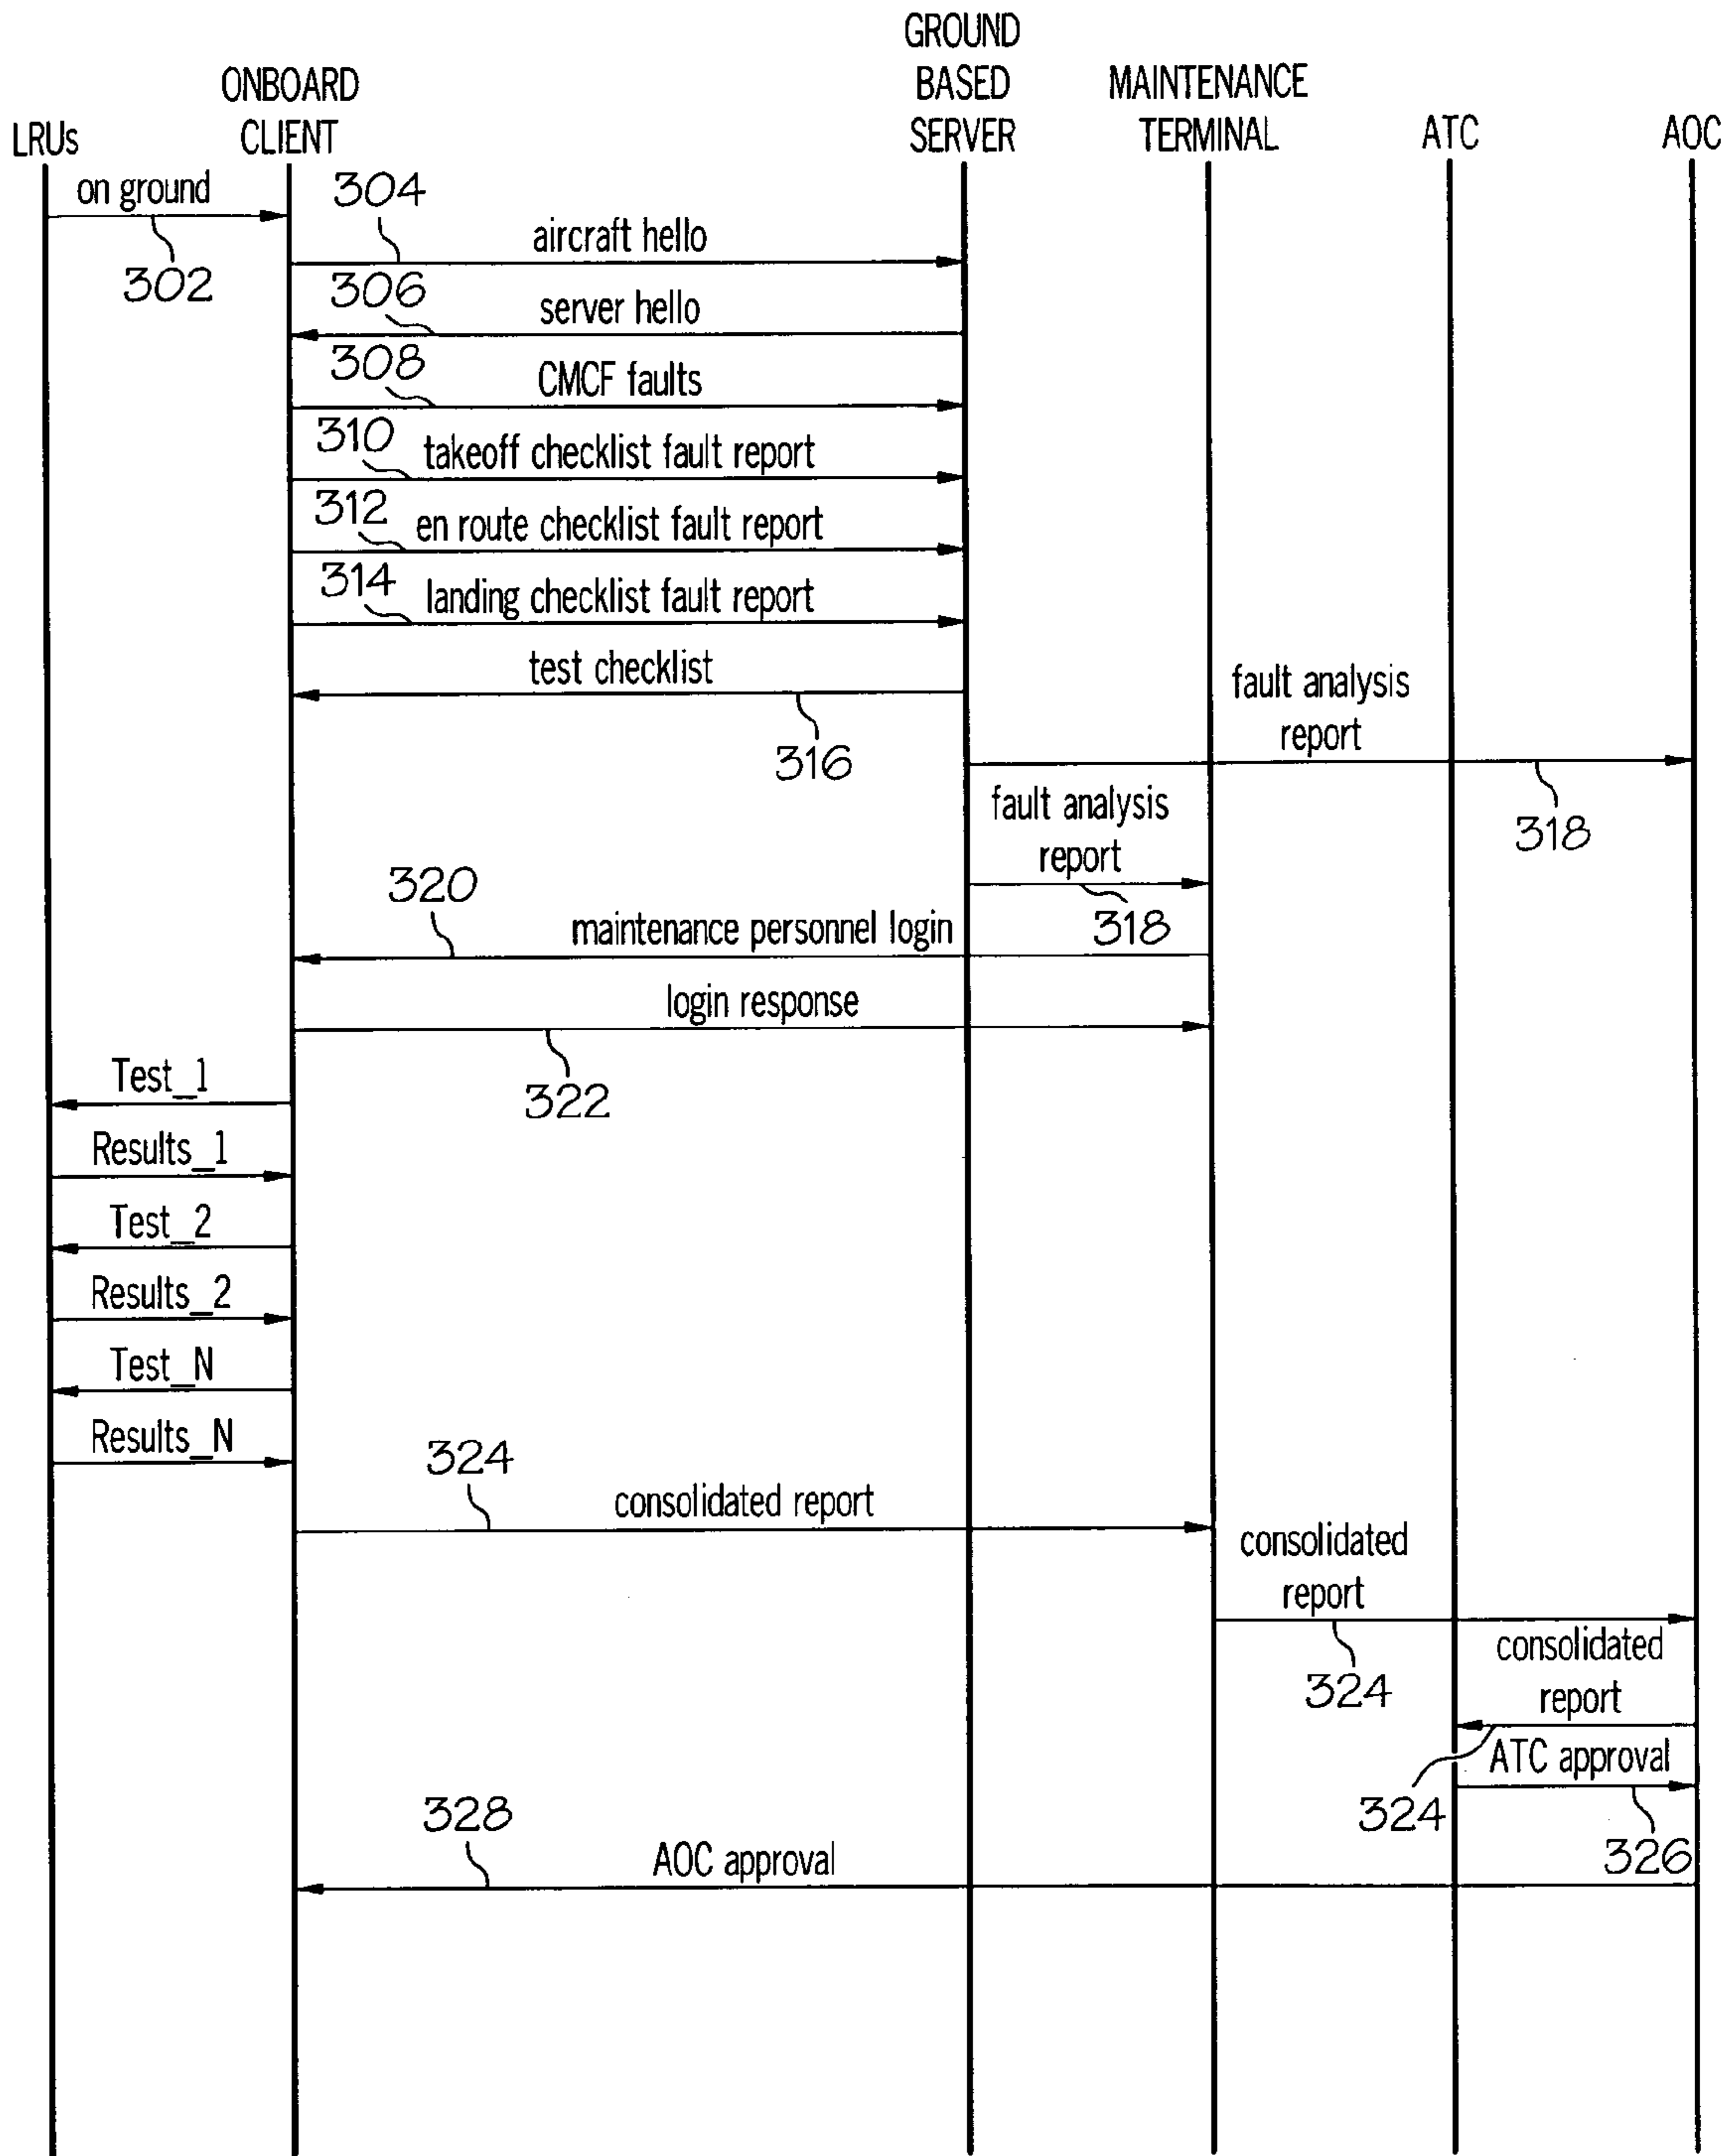 GROUND
BASED
SERVER
ONBOARD
CLIENT
MAINTENANCE
TERMINAL
LRUs
ATC
AOC
on ground
302
304
aircraft hello
306
server hello
308
CMCF faults
310
takeoff checklist fault report
312
en route checklist fault report
314
landing checklist fault report
test checklist
316
fault analysis
report
318
fault analysis
report
318
320
maintenance personnel login
login response
322
Test_1
Results_1
Test_2
Results_2
Test_N
Results_N
324
consolidated report
consolidated
report
324
consolidated
report
324
ATC approval
326
328
AOC approval